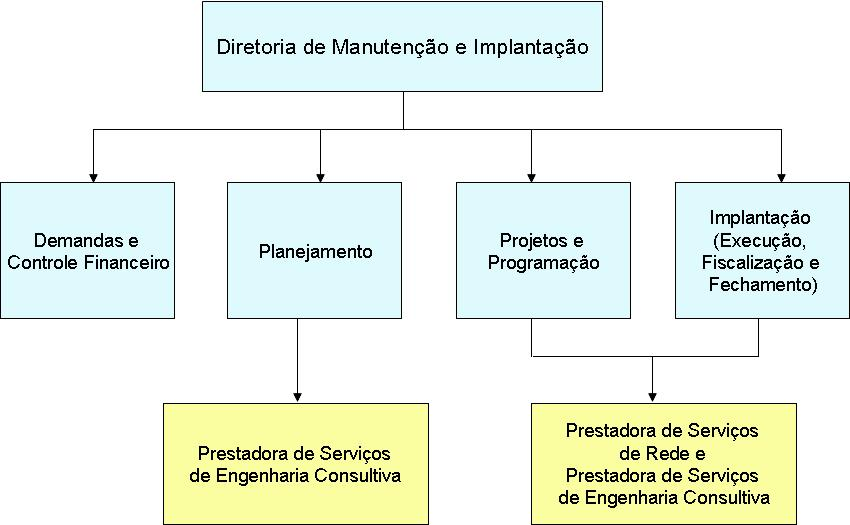 Diretoria de Manutenção e Implantação
Demandas e
Controle Financeiro
Planejamento
Projetos e
Programação
Implantação
(Execução,
Fiscalização e
Fechamento)
Prestadora de Serviços
de Engenharia Consultiva
Prestadora de Serviços
de Rede e
Prestadora de Serviços
de Engenharia Consultiva